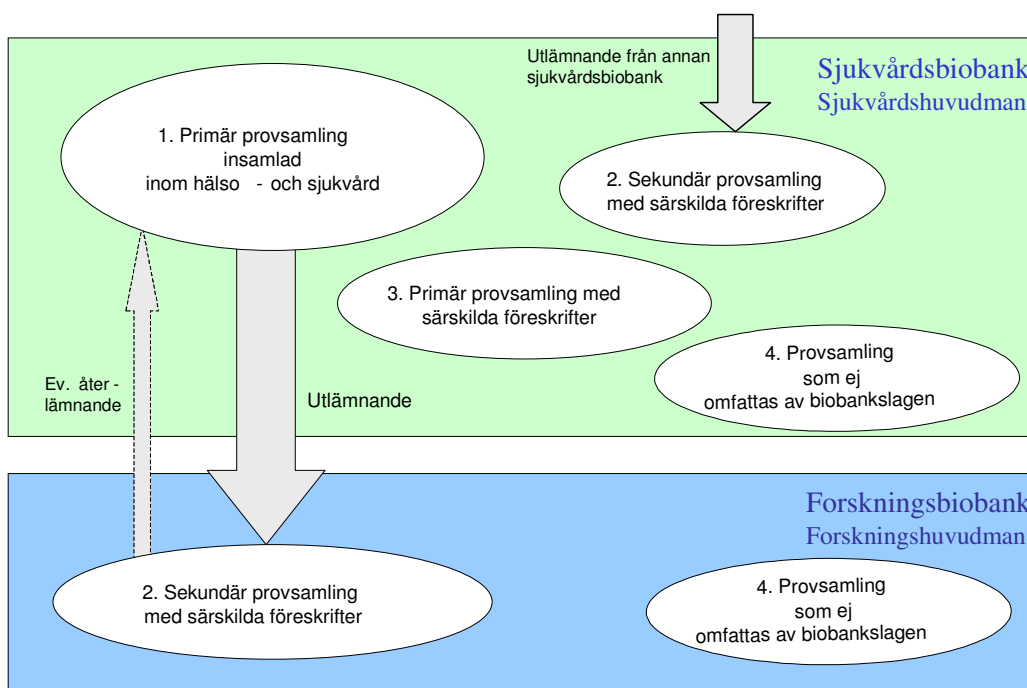 Utlämnande från annan
sjukvårdsbiobank
Sjukvårdsbiobank
Sjukvårdshuvudman
1. Primär provsamling
insamlad
inom hälso - och sjukvård
2. Sekundär provsamling
med särskilda föreskrifter
3. Primär provsamling med
särskilda föreskrifter
4. Provsamling
som ej
omfattas av biobankslagen
Ev. åter -
lämnande
Utlämnande
Forskningsbiobank
Forskningshuvudman
2. Sekundär provsamling
med särskilda föreskrifter
4. Provsamling
som ej
omfattas av biobankslagen